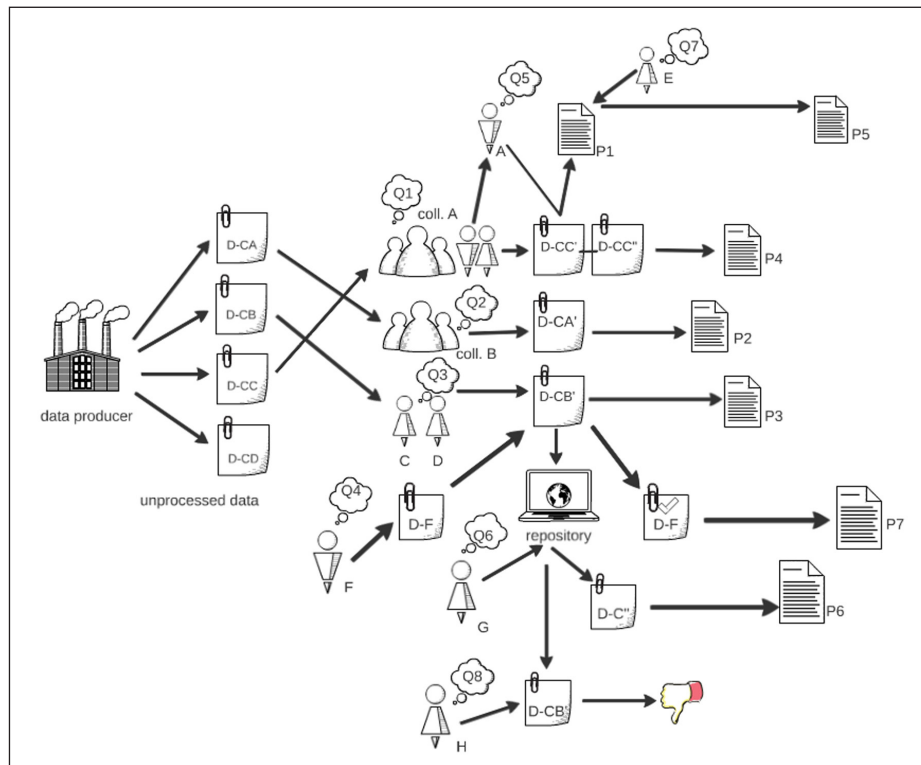 Q7
Q5
E
A
P1
P5
Q1
coll. A
D-CA
D-CC'
D-CC"
P4
D-CB
Q2
D-CA'
P2
coll. B
D-CC
Q3
D-CB'
P3
data producer
C
D
D-CD
unprocessed data
Q4
D-F
D-F
P7
repository
Q6
F
D-C"
P6
G
Q8
D-CB'
H